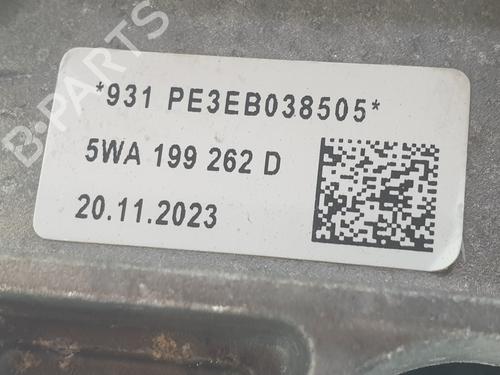 B-PARTS
*931 PE3EB038505*
5WA 199 262 D
20.11.2023